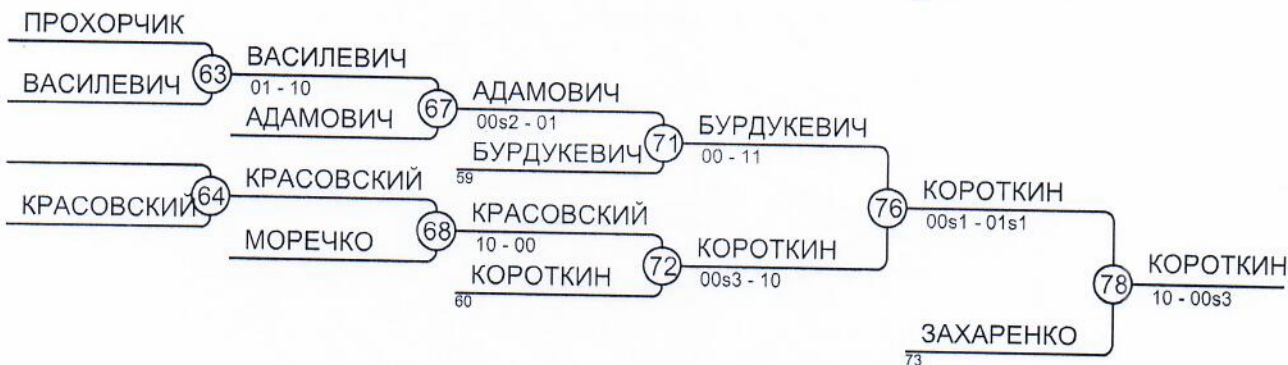 ПРОХОРЧИК
63
ВАСИЛЕВИЧ
ВАСИЛЕВИЧ
01 - 10
67
АДАМОВИЧ
АДАМОВИЧ
00s2 - 01
71
БУРДУКЕВИЧ
59
БУРДУКЕВИЧ
00 - 11
64
КРАСОВСКИЙ
КРАСОВСКИЙ
68
МОРЕЧКО
КРАСОВСКИЙ
10 - 00
72
КОРОТКИН
60
КОРОТКИН
00s3 - 10
76
КОРОТКИН
00s1 - 01s1
78
ЗАХАРЕНКО
73
КОРОТКИН
10 - 00s3